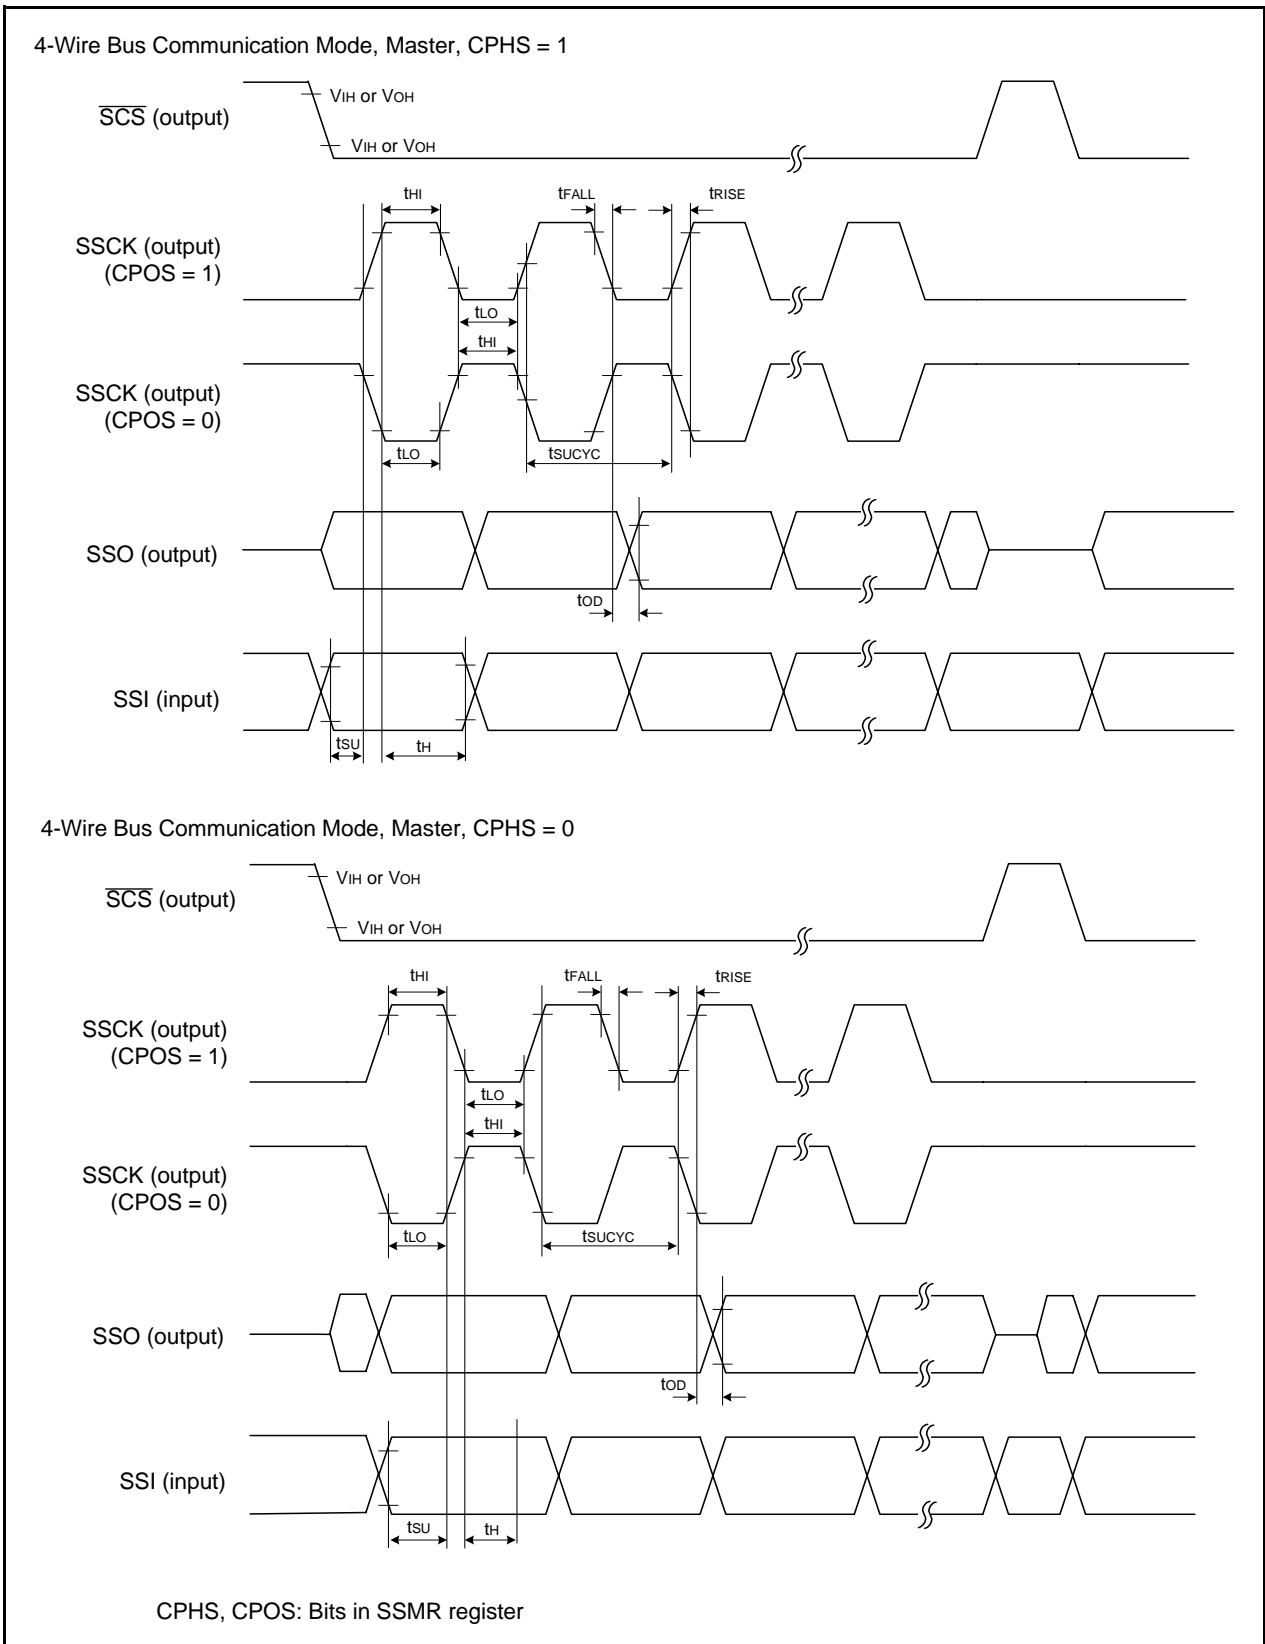 4-Wire Bus Communication Mode, Master, CPHS = 1
VIH or VOH
SCS (output)
VIH or VOH
tHI
tFALL
tRISE
SSCK (output)
(CPOS = 1)
tLO
tHI
SSCK (output)
(CPOS = 0)
tLO
tSUCYC
SSO (output)
tOD
SSI (input)
tSU
tH
4-Wire Bus Communication Mode, Master, CPHS = 0
VIH or VOH
SCS (output)
VIH or VOH
tHI
tFALL
tRISE
SSCK (output)
(CPOS = 1)
tLO
tHI
SSCK (output)
(CPOS = 0)
tLO
tSUCYC
SSO (output)
tOD
SSI (input)
tSU
tH
CPHS, CPOS: Bits in SSMR register